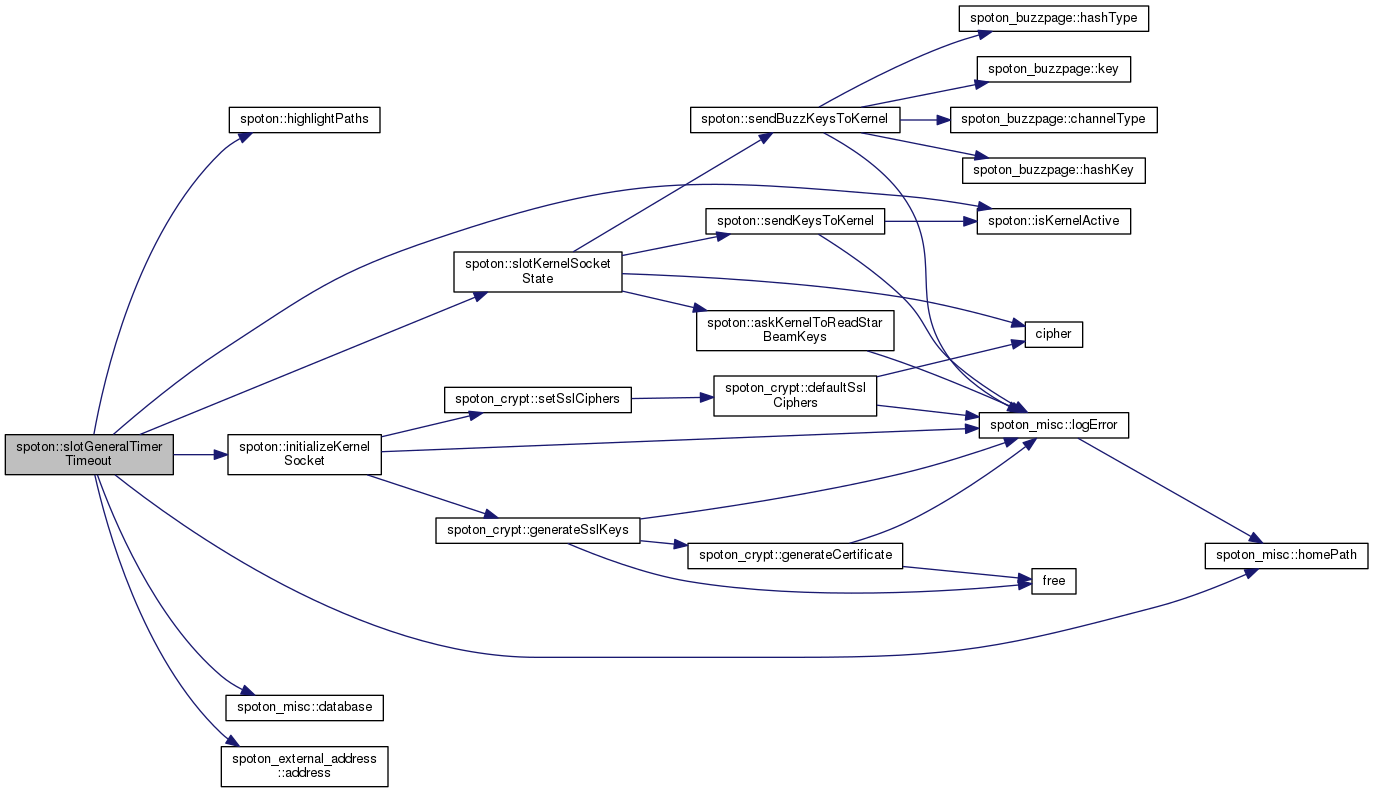 spoton_buzzpage::hashType
spoton_buzzpage::key
spoton::highlightPaths
spoton::sendBuzzKeysToKernel
spoton_buzzpage::channelType
spoton_buzzpage::hashKey
spoton::sendKeysToKernel
spoton::isKernelActive
spoton::slotKernelSocket
State
spoton::askKernelToReadStar
BeamKeys
cipher
spoton_crypt::setSslCiphers
spoton_crypt::defaultSsl
Ciphers
spoton_misc::logError
spoton::slotGeneralTimer
Timeout
spoton::initializeKernel
Socket
spoton_crypt::generateSslKeys
spoton_crypt::generateCertificate
spoton_misc::homePath
free
spoton_misc::database
spoton_external_address
::address